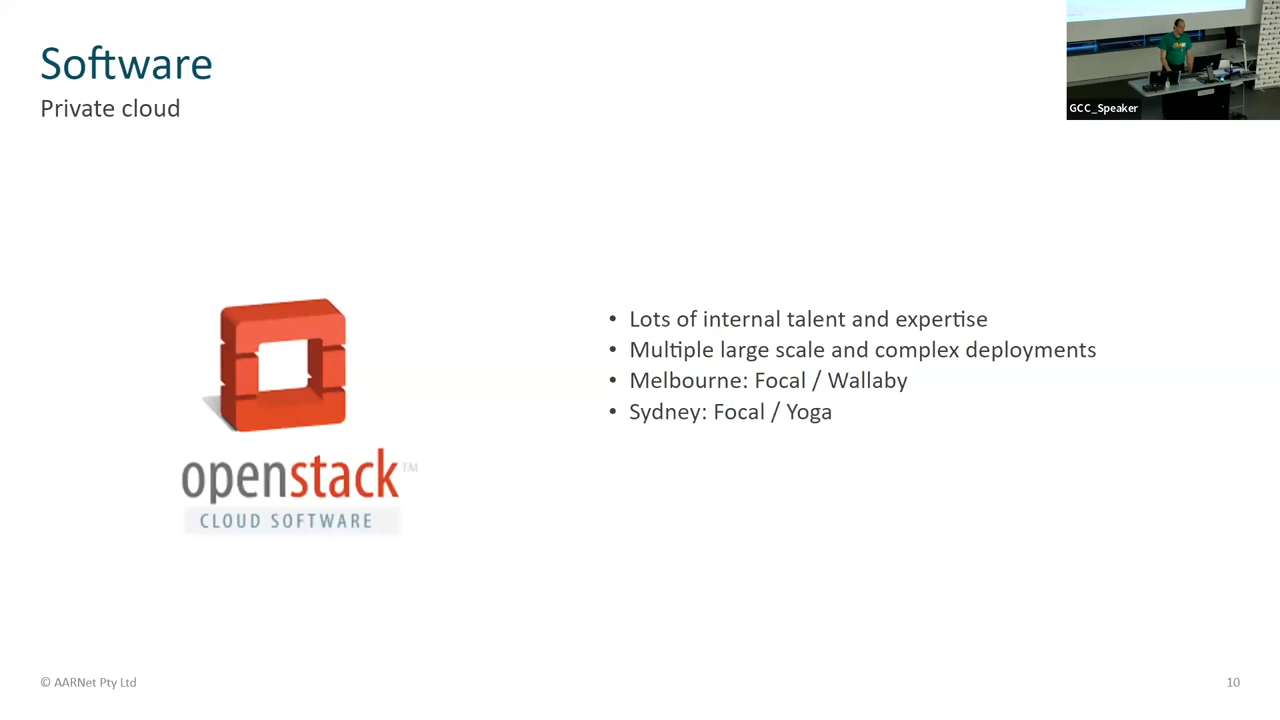 Software
Private cloud
GCC_Speaker
• Lots of internal talent and expertise
• Multiple large scale and complex deployments
• Melbourne: Focal / Wallaby
• Sydney: Focal / Yoga
openstack™
CLOUD SOFTWARE
© AARNet Pty Ltd
10